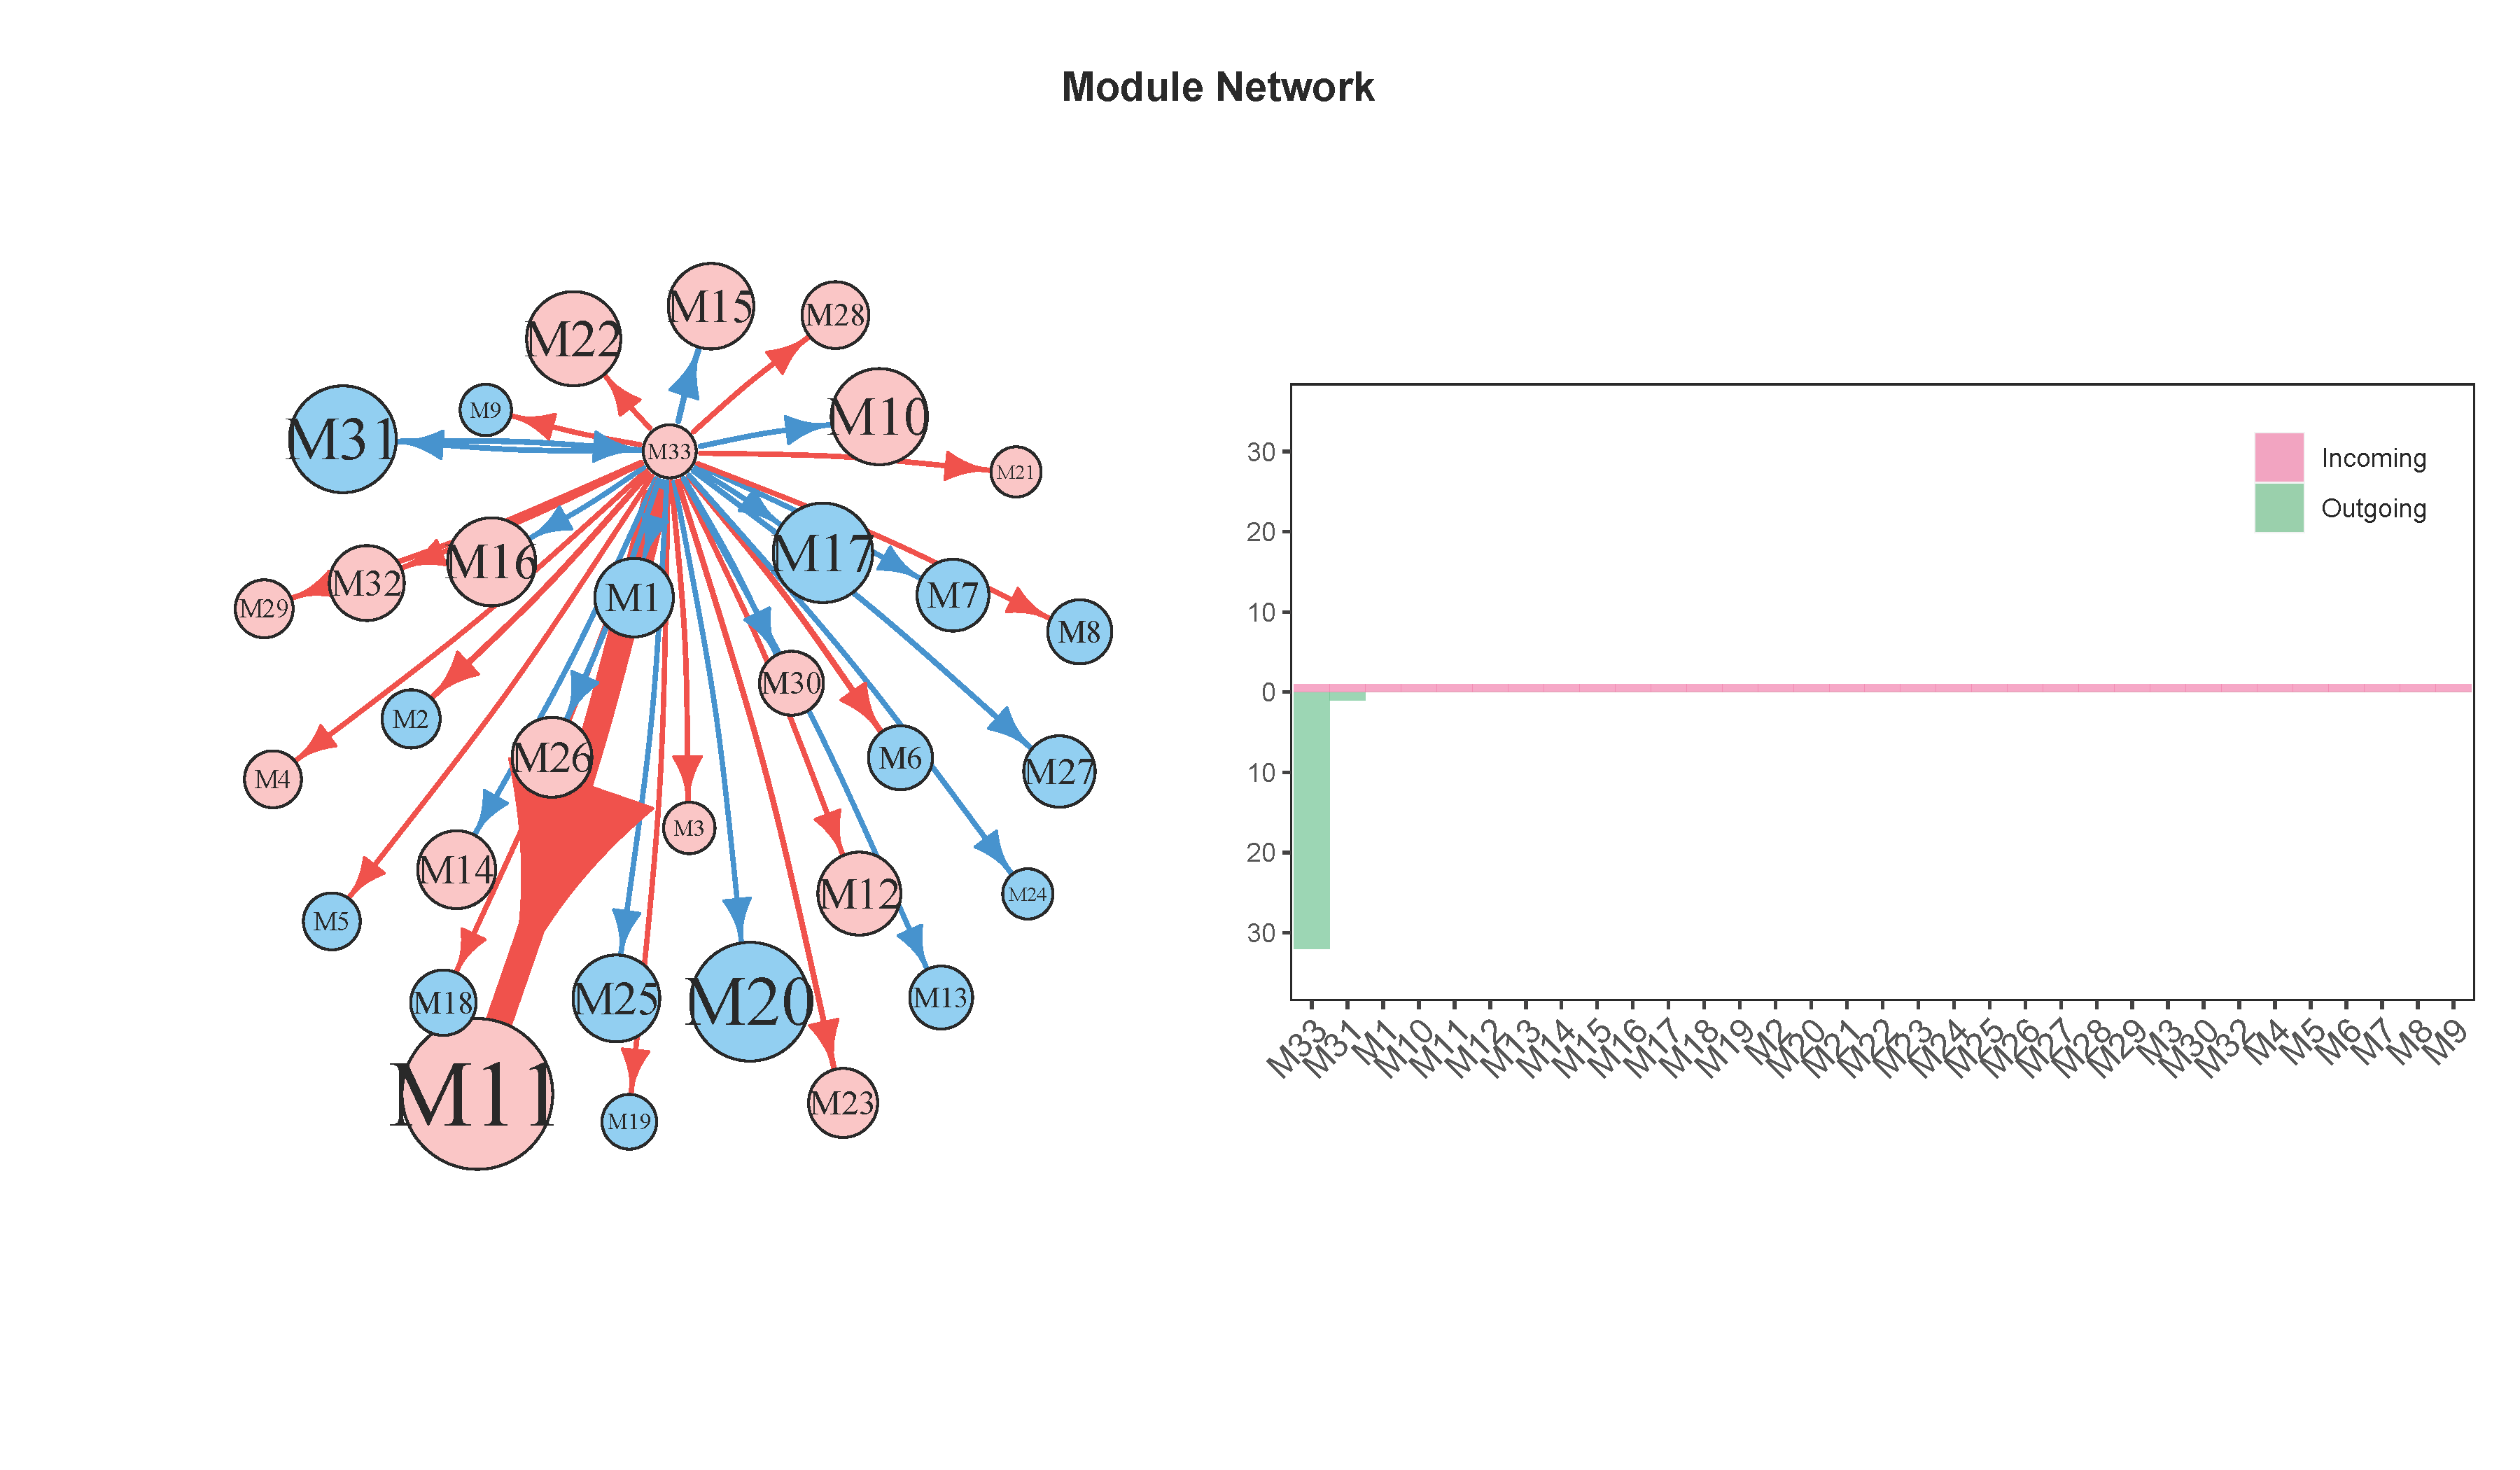 Module Network
M15
M28
M22
M10
M9
M31
M33
M21
M17
M16
M32
M1
M7
M29
M8
M30
M2
M26
M6
M27
M4
M3
M14
M12
M24
M5
M25
M20
M13
M18
M11
M23
M19
30
20
10
0
10
20
30
Incoming
Outgoing
M33 M31 M1 M10 M11 M12 M13 M14 M15 M16 M17 M18 M19 M2 M20 M21 M22 M23 M24 M25 M26 M27 M28 M29 M3 M30 M32 M4 M5 M6 M7 M8 M9